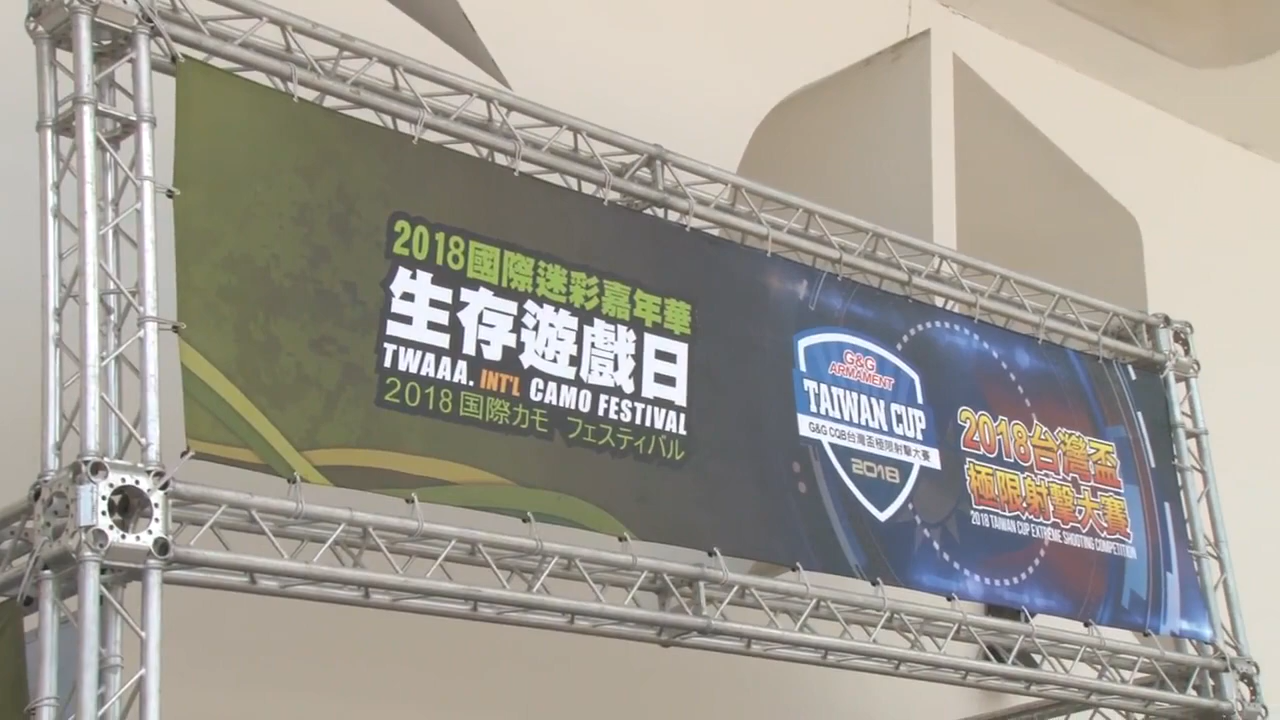 2018國際迷彩嘉年華
生存遊戲日
TWAAA. INT'L CAMO FESTIVAL
2018 国際カモ フェスティバル
G&G
ARMAMENT
TAIWAN CUP
G&G CQB台灣盃極限射擊大賽
2018
2018台灣盃
極限射擊大賽
2018 TAIWAN CUP EXTREME SHOOTING COMPETITION